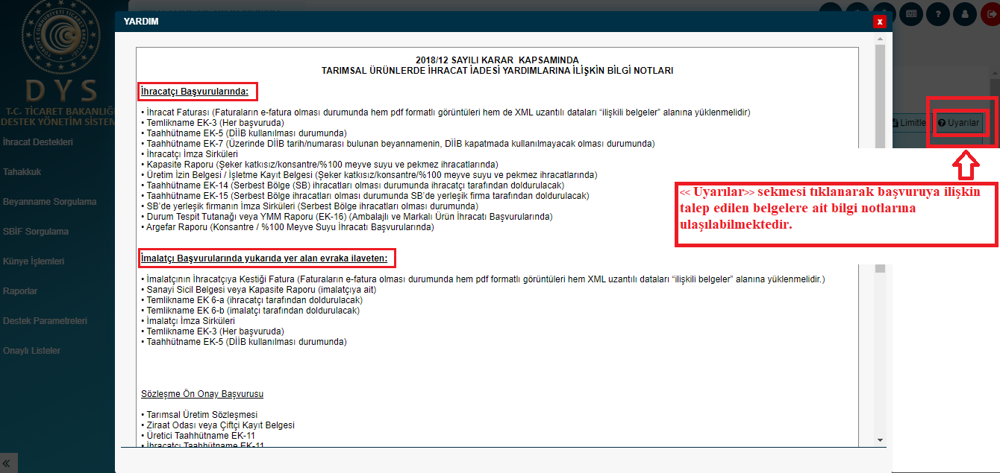 YARDIM
x
2018/12 SAYILI KARAR KAPSAMINDA
TARIMSAL ÜRÜNLERDE İHRACAT İADESİ YARDIMLARINA İLİŞKİN BİLGİ NOTLARI
İhracatçı Başvurularında:
• İhracat Faturası (Faturaların e-fatura olması durumunda hem pdf formatlı görüntüleri hem de XML uzantılı dataları “ilişkili belgeler” alanına yüklenmelidir)
• Temlikname EK-3 (Her başvuruda)
• Taahhütname EK-5 (DİİB kullanılması durumunda)
• Taahhütname EK-7 (Üzerinde DİİB tarih/numarası bulunan beyannamenin, DİİB kapatmada kullanılmayacak olması durumunda)
• İhracatçı İmza Sirküleri
• Kapasite Raporu (Şeker katkısız/konsantre/%100 meyve suyu ve pekmez ihracatlarında)
• Üretim İzin Belgesi / İşletme Kayıt Belgesi (Şeker katkısız/konsantre/%100 meyve suyu ve pekmez ihracatlarında)
• Taahhütname EK-14 (Serbest Bölge (SB) ihracatları olması durumunda ihracatçı tarafından doldurulacak)
• Taahhütname EK-15 (Serbest Bölge ihracatları olması durumunda SB’de yerleşik firma tarafından doldurulacak)
• SB’de yerleşik firmanın İmza Sirküleri (Serbest Bölge ihracatları olması durumunda)
• Durum Tespit Tutanağı veya YMM Raporu (EK-16) (Ambalajlı ve Markalı Ürün İhracatı Başvurularında)
• Argefar Raporu (Konsantre / %100 Meyve Suyu İhracatı Başvurularında)
İmalatçı Başvurularında yukarıda yer alan evraka ilaveten:
• İmalatçının İhracatçıya Kestiği Fatura (Faturaların e-fatura olması durumunda hem pdf formatlı görüntüleri hem XML uzantılı dataları “ilişkili belgeler” alanına yüklenmelidir.)
• Sanayi Sicil Belgesi veya Kapasite Raporu (imalatçıya ait)
• Temlikname EK 6-a (ihracatçı tarafından doldurulacak)
• Temlikname EK 6-b (imalatçı tarafından doldurulacak)
• İmalatçı İmza Sirküleri
• Temlikname EK-3 (Her başvuruda)
• Taahhütname EK-5 (DİİB kullanılması durumunda)
Sözleşme Ön Onay Başvurusu
• Tarımsal Üretim Sözleşmesi
• Ziraat Odası veya Çiftçi Kayıt Belgesi
• Üretici Taahhütname EK-11
• İhracatçı Taahhütname EK-11
DYS
T.C. TİCARET BAKANLIĞI
DESTEK YÖNETİM SİSTEM
İhracat Destekleri
Tahakkuk
Beyanname Sorgulama
SBİF Sorgulama
Künye İşlemleri
Raporlar
Destek Parametreleri
Onaylı Listeler
Limitle
Uyarılar
<< Uyarılar>> sekmesi tıklanarak başvuruya ilişkin
talep edilen belgelere ait bilgi notlarına
ulaşılabilmektedir.